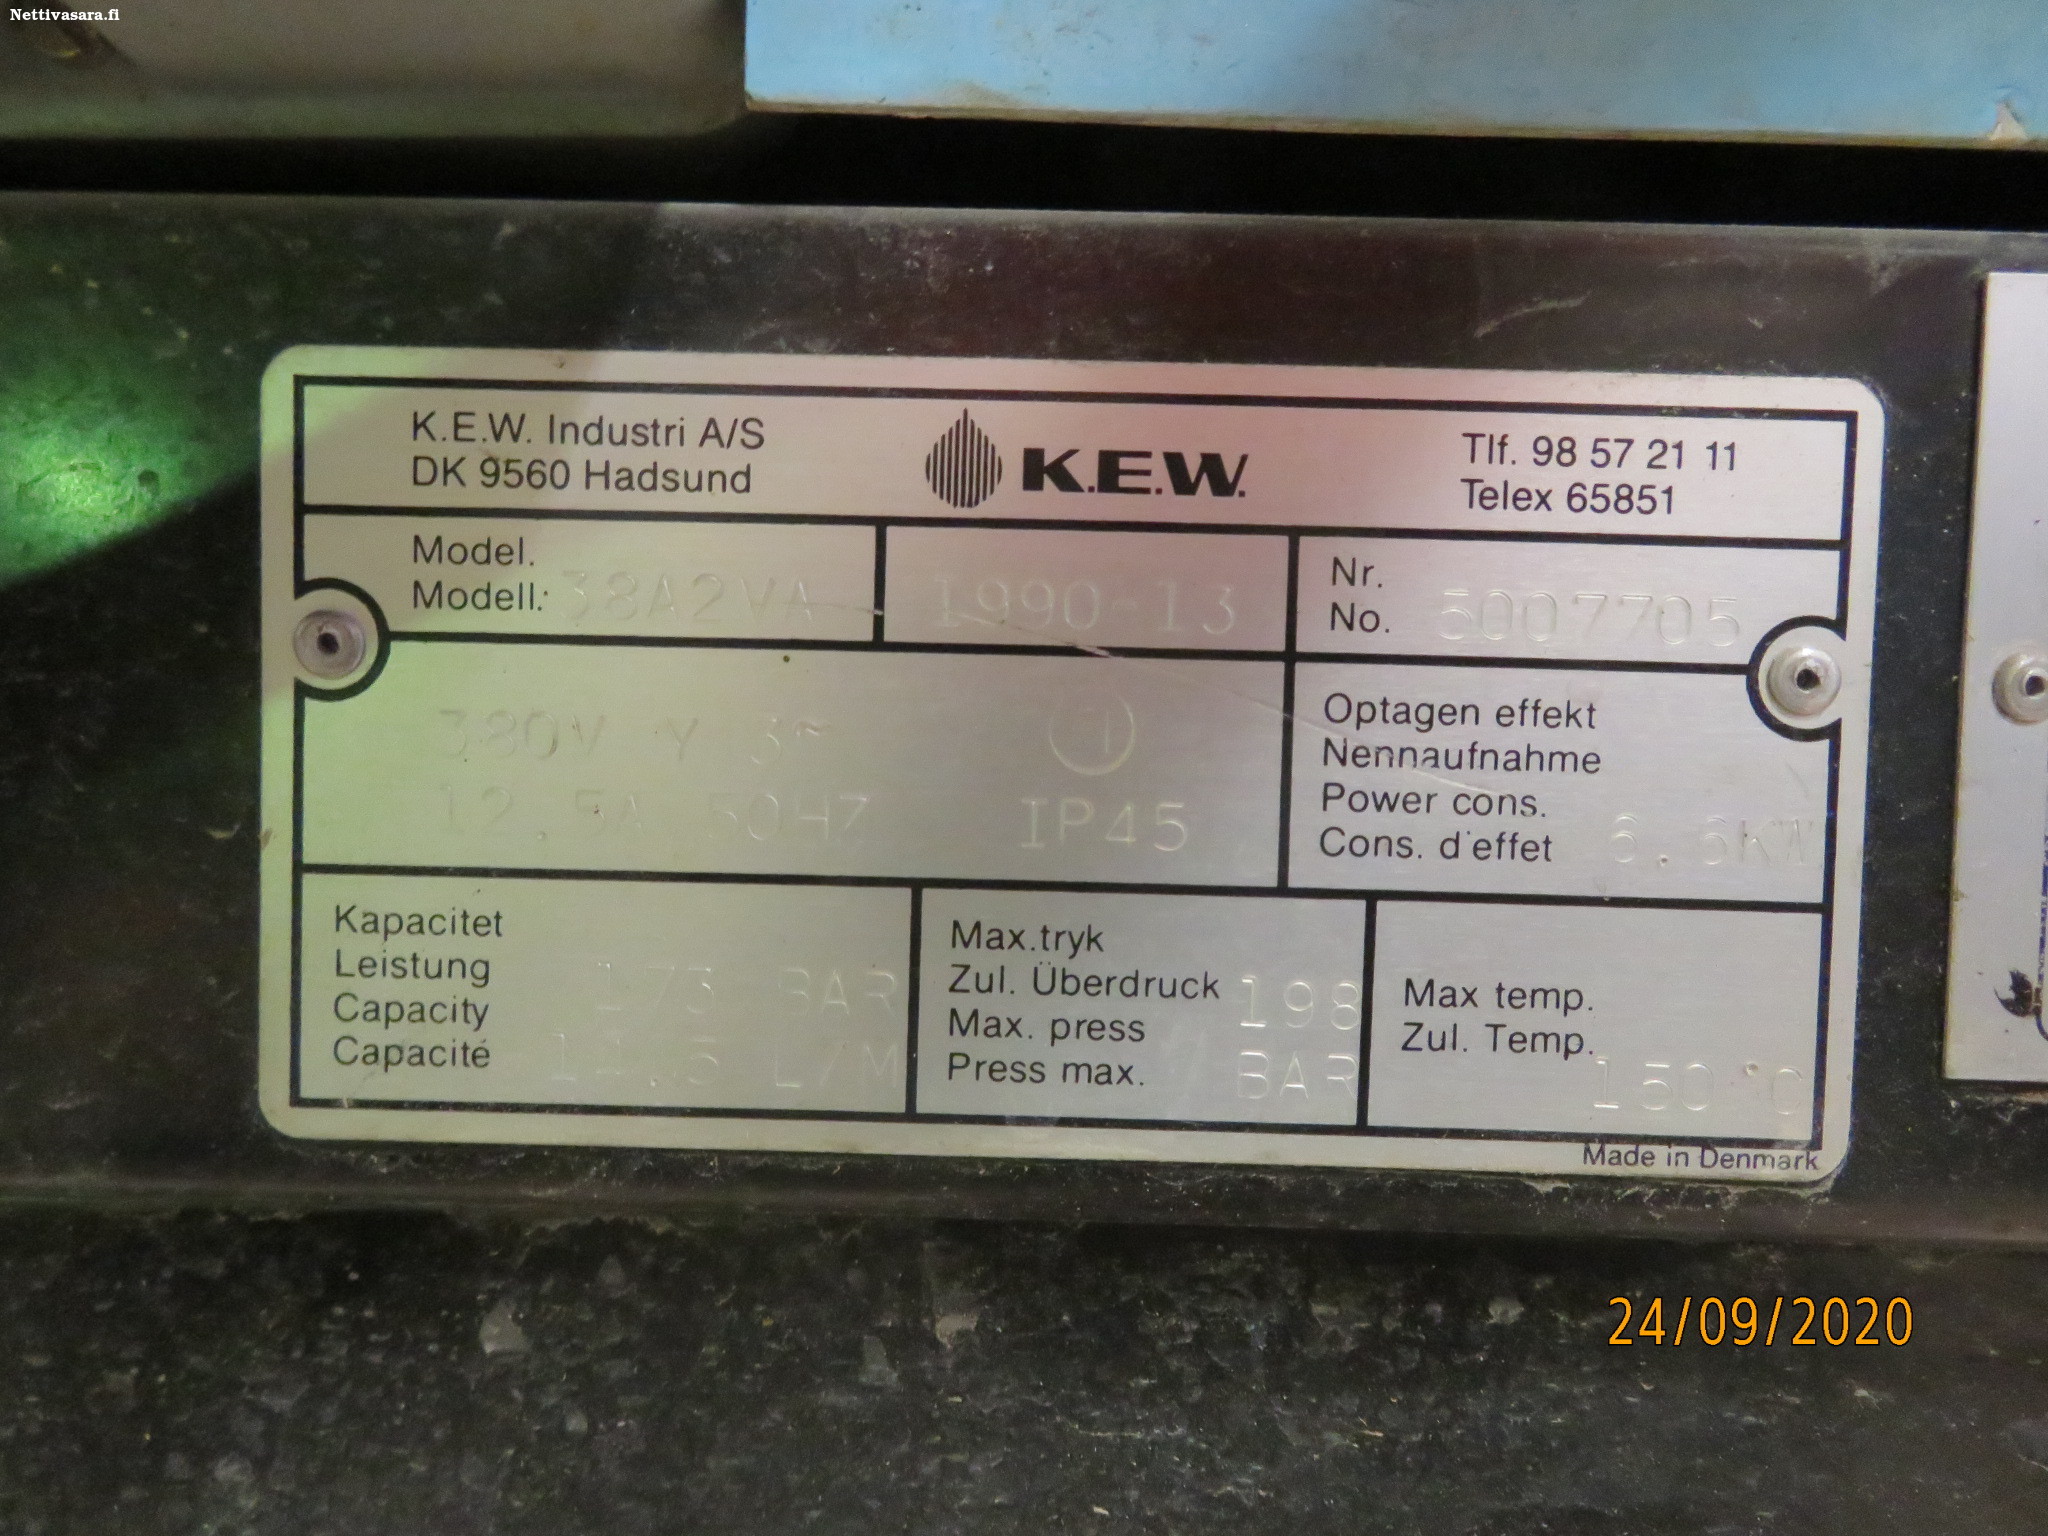 Nettivasara.fi
K.E.W. Industri A/S
DK 9560 Hadsund
K.E.W.
Tlf. 98 57 21 11
Telex 65851
Model.
Modell: 38A2VA
1990-13
Nr.
No. 5007705
380V Y 3~
12.5A 50HZ
IP45
Optagen effekt
Nennaufnahme
Power cons.
Cons. d'effet 6.6KW
Kapacitet
Leistung 173 BAR
Capacity
Capacité L/M
Max.tryk
Zul. Überdruck 198
Max. press
Press max. BAR
Max temp.
Zul. Temp.
150°C
Made in Denmark
24/09/2020